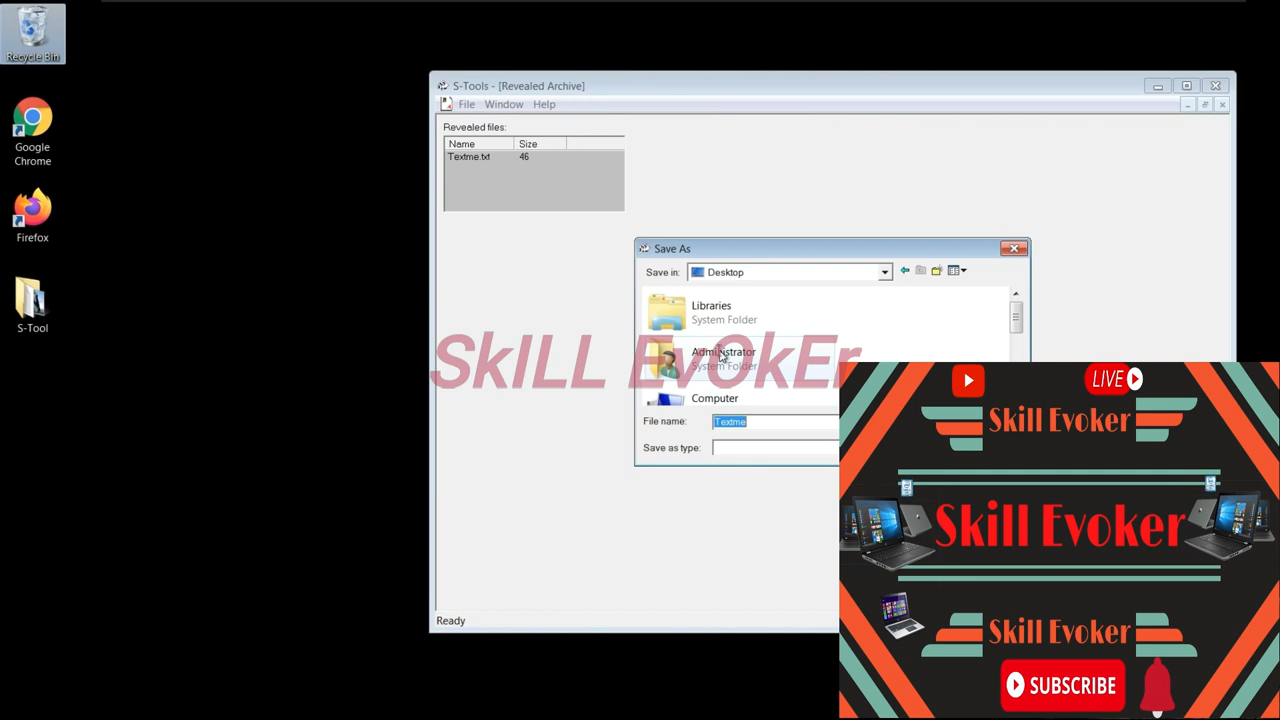 Recycle Bin
Google
Chrome
Firefox
S-Tool
S-Tools - [Revealed Archive]
File Window Help
Revealed files:
Name Size
Textme.txt 46
Save As
Save in: Desktop
Libraries
System Folder
Administrator
System Folder
Computer
File name: Textme
Save as type:
Ready
SkILL EvOkEr
LIVE
Skill Evoker
Skill Evoker
Skill Evoker
SUBSCRIBE